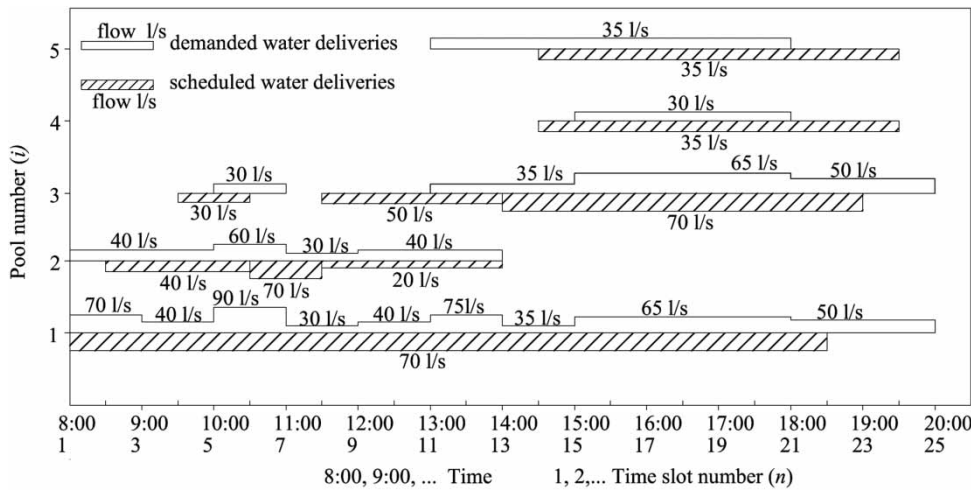 flow l/s
demanded water deliveries
scheduled water deliveries
flow l/s
35 l/s
5
35 l/s
30 l/s
4
35 l/s
30 l/s
35 l/s
65 l/s
50 l/s
3
30 l/s
50 l/s
70 l/s
40 l/s
60 l/s
30 l/s
40 l/s
2
40 l/s
70 l/s
20 l/s
70 l/s
40 l/s
90 l/s
30 l/s
40 l/s
75l/s
35 l/s
65 l/s
50 l/s
1
70 l/s
Pool number (i)
8:00 9:00 10:00 11:00 12:00 13:00 14:00 15:00 16:00 17:00 18:00 19:00 20:00
1 3 5 7 9 11 13 15 17 19 21 23 25
8:00, 9:00, ... Time 1, 2,... Time slot number (n)